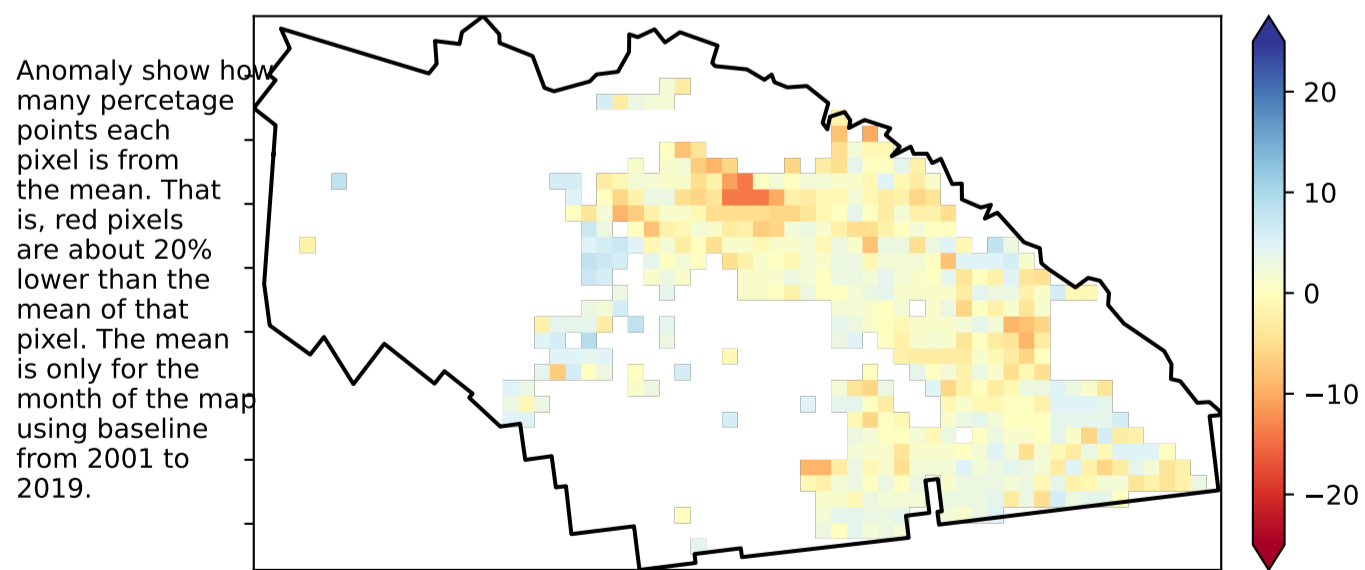 Anomaly show how
many percetage
points each
pixel is from
the mean. That
is, red pixels
are about 20%
lower than the
mean of that
pixel. The mean
is only for the
month of the map
using baseline
from 2001 to
2019.
20
10
0
−10
−20